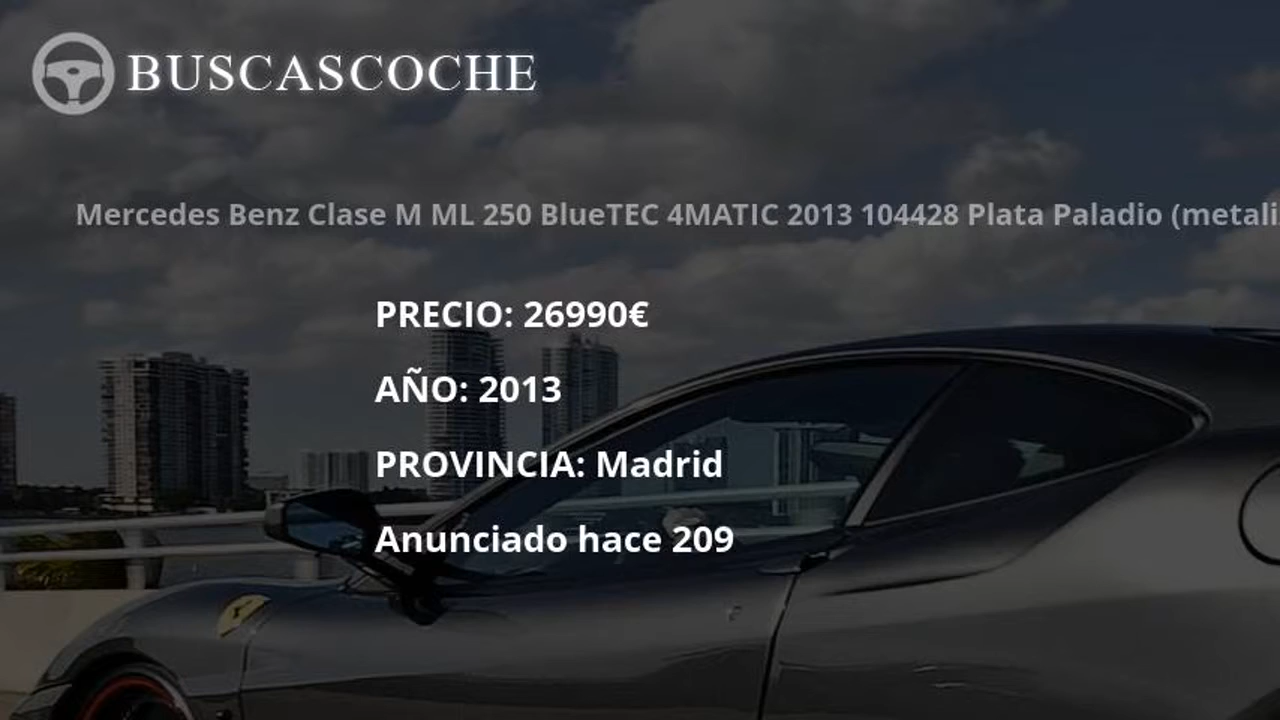 BUSCASCOCHE
Mercedes Benz Clase M ML 250 BlueTEC 4MATIC 2013 104428 Plata Paladio (metali
PRECIO: 26990€
AÑO: 2013
PROVINCIA: Madrid
Anunciado hace 209